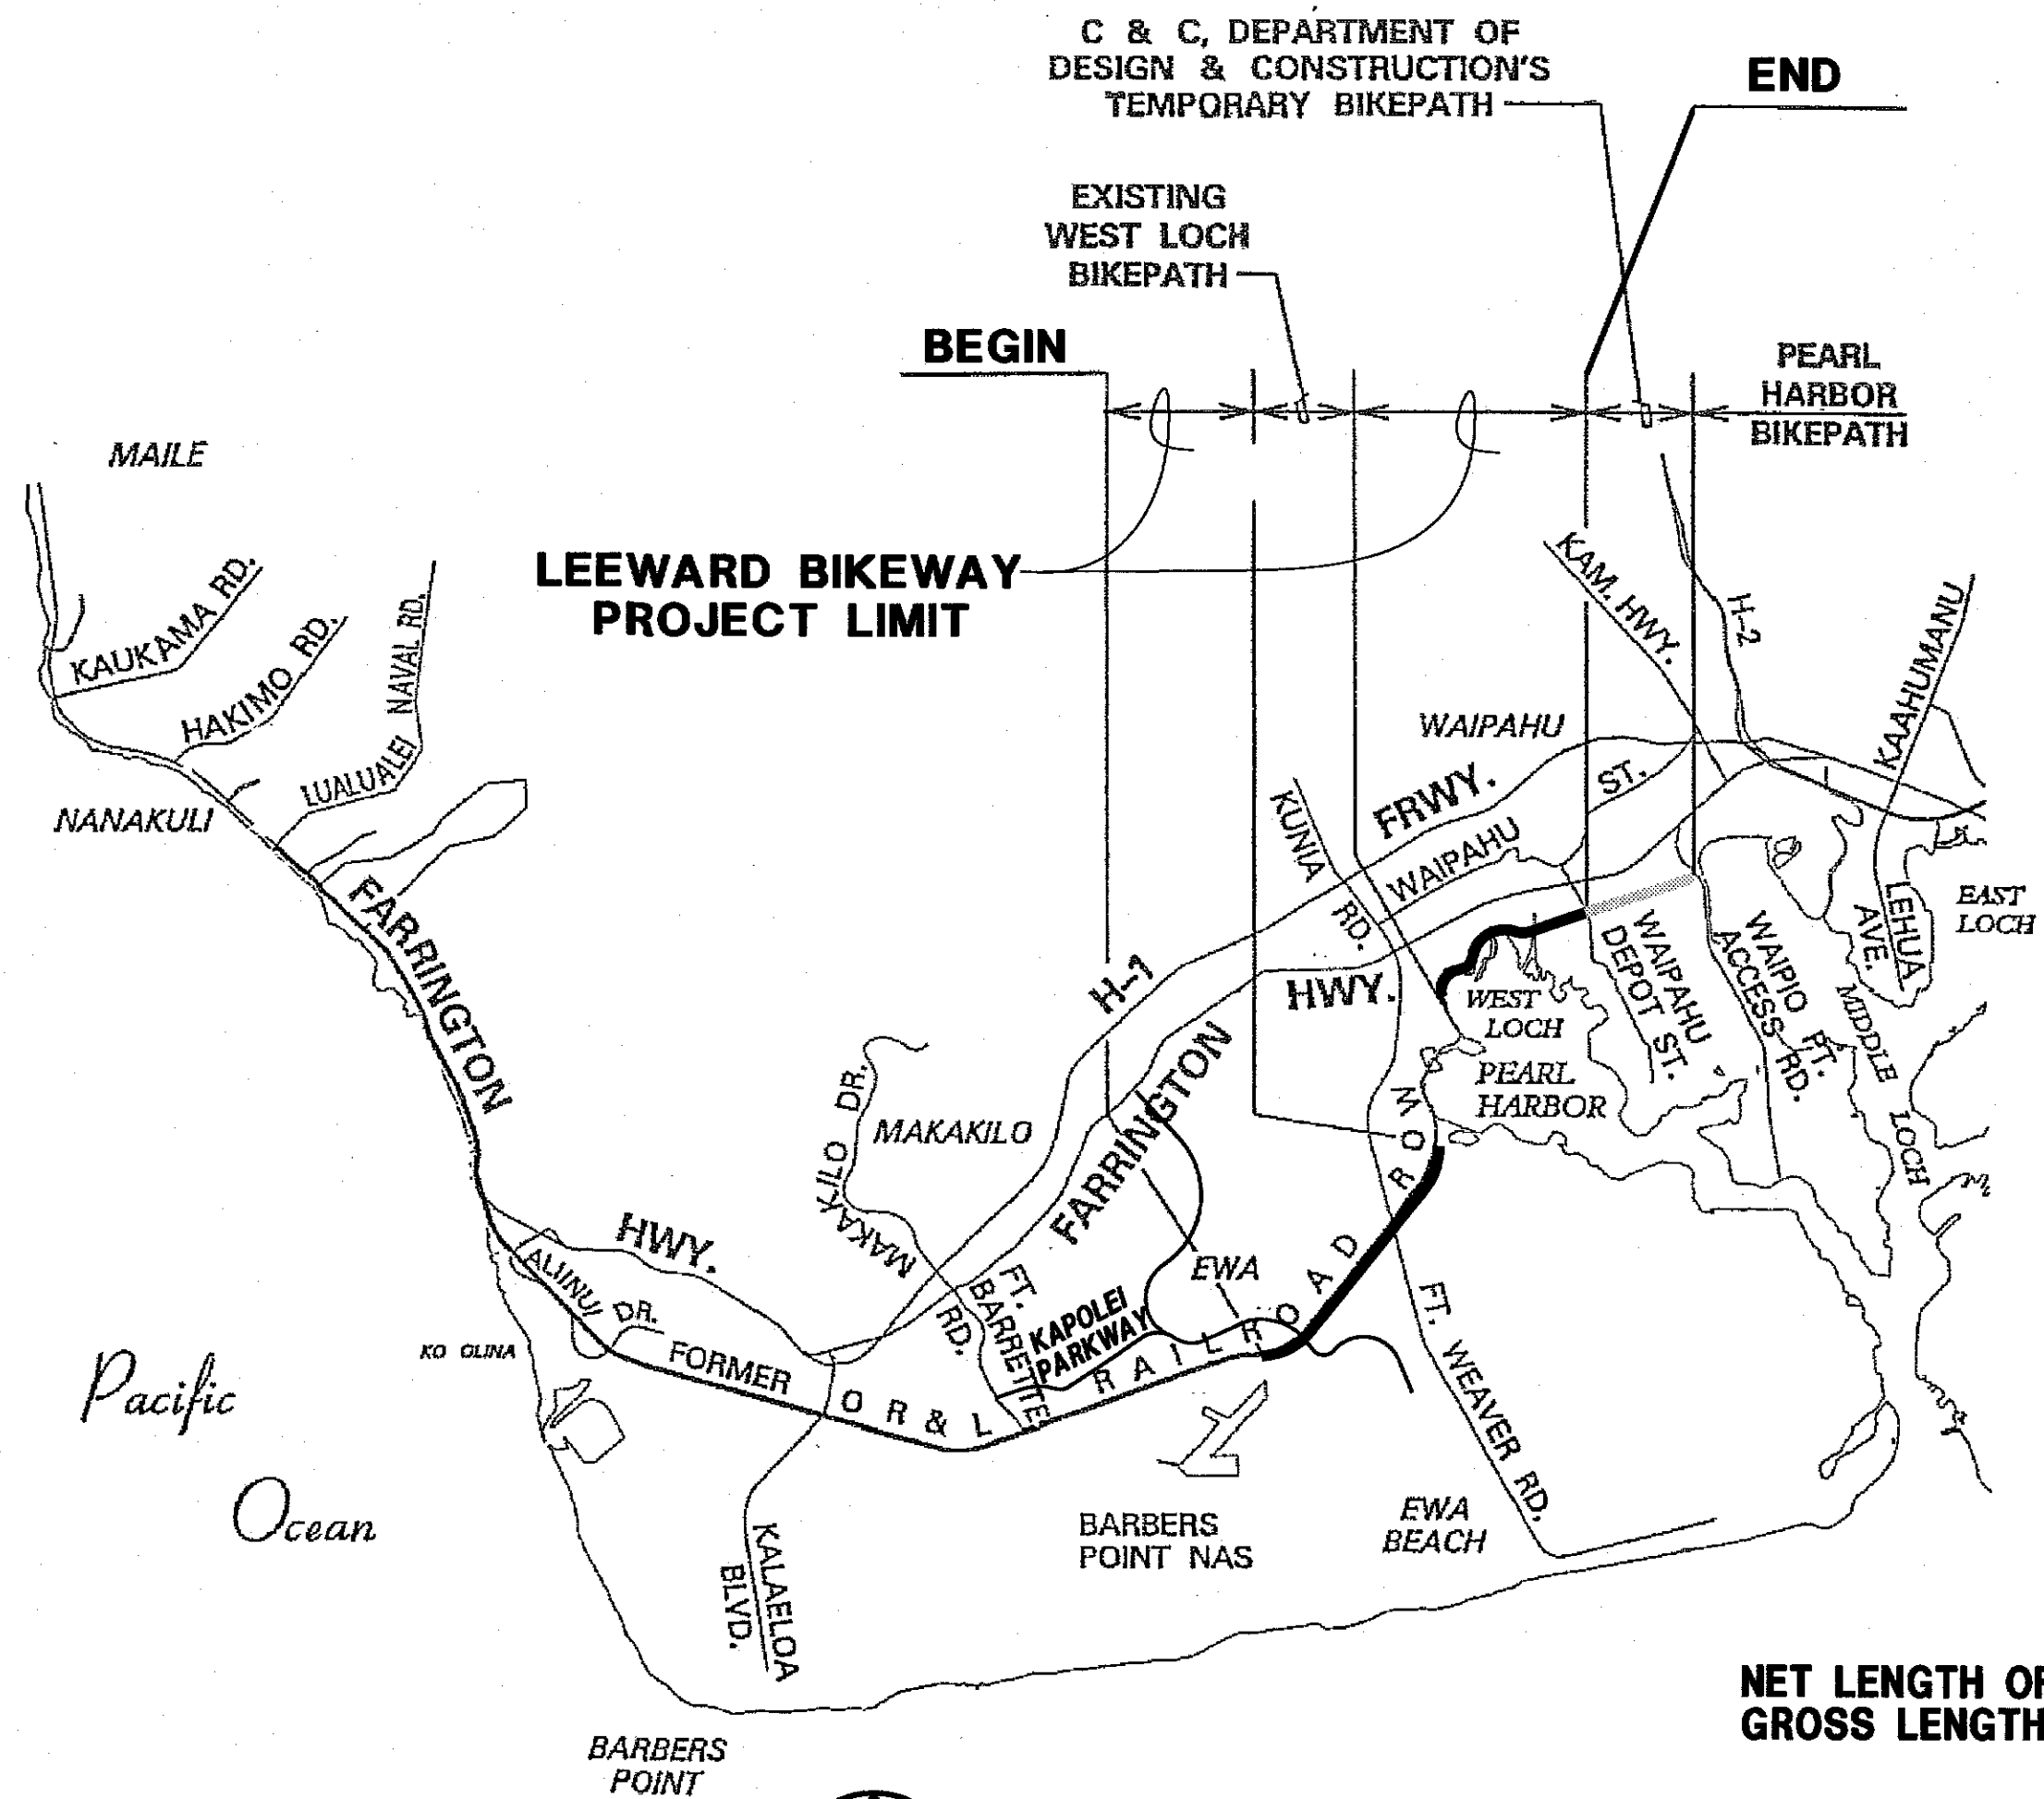 C & C, DEPARTMENT OF
DESIGN & CONSTRUCTION'S
TEMPORARY BIKEPATH
END
EXISTING
WEST LOCH
BIKEPATH
BEGIN
PEARL
HARBOR
BIKEPATH
MAILE
LEEWARD BIKEWAY
PROJECT LIMIT
KAUKAMA RD.
HAKIMO RD.
LUALUALEI NAVAL RD.
NANAKULI
KAM. HWY.
H-2
KAAHUMANU
WAIPAHU
FRWY.
WAIPAHU ST.
KUNIA RD.
H-1
HWY.
FARRINGTON
FARRINGTON
HWY.
WEST
LOCH
PEARL
HARBOR
WAIPAHU
DEPOT ST.
WAIPIO PT.
ACCESS RD.
MIDDLE LOCH
LEHUA
AVE.
EAST
LOCH
MAKAKILO DR.
MAKAKILO
MAKAK
ALIINUI DR.
KO OLINA
FORMER OR&L RAILROAD ROW
FT.
BARRETTE
RD.
KAPOLEI
PARKWAY
EWA
FT. WEAVER RD.
Pacific
Ocean
KALAELOA
BLVD.
BARBERS
POINT NAS
EWA
BEACH
BARBERS
POINT
NET LENGTH OF
GROSS LENGTH